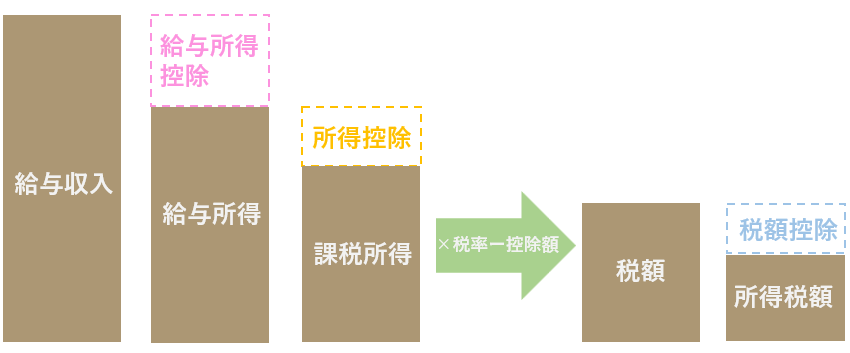 給与収入
給与所得
控除
給与所得
所得控除
課税所得
×税率ー控除額
税額
税額控除
所得税額